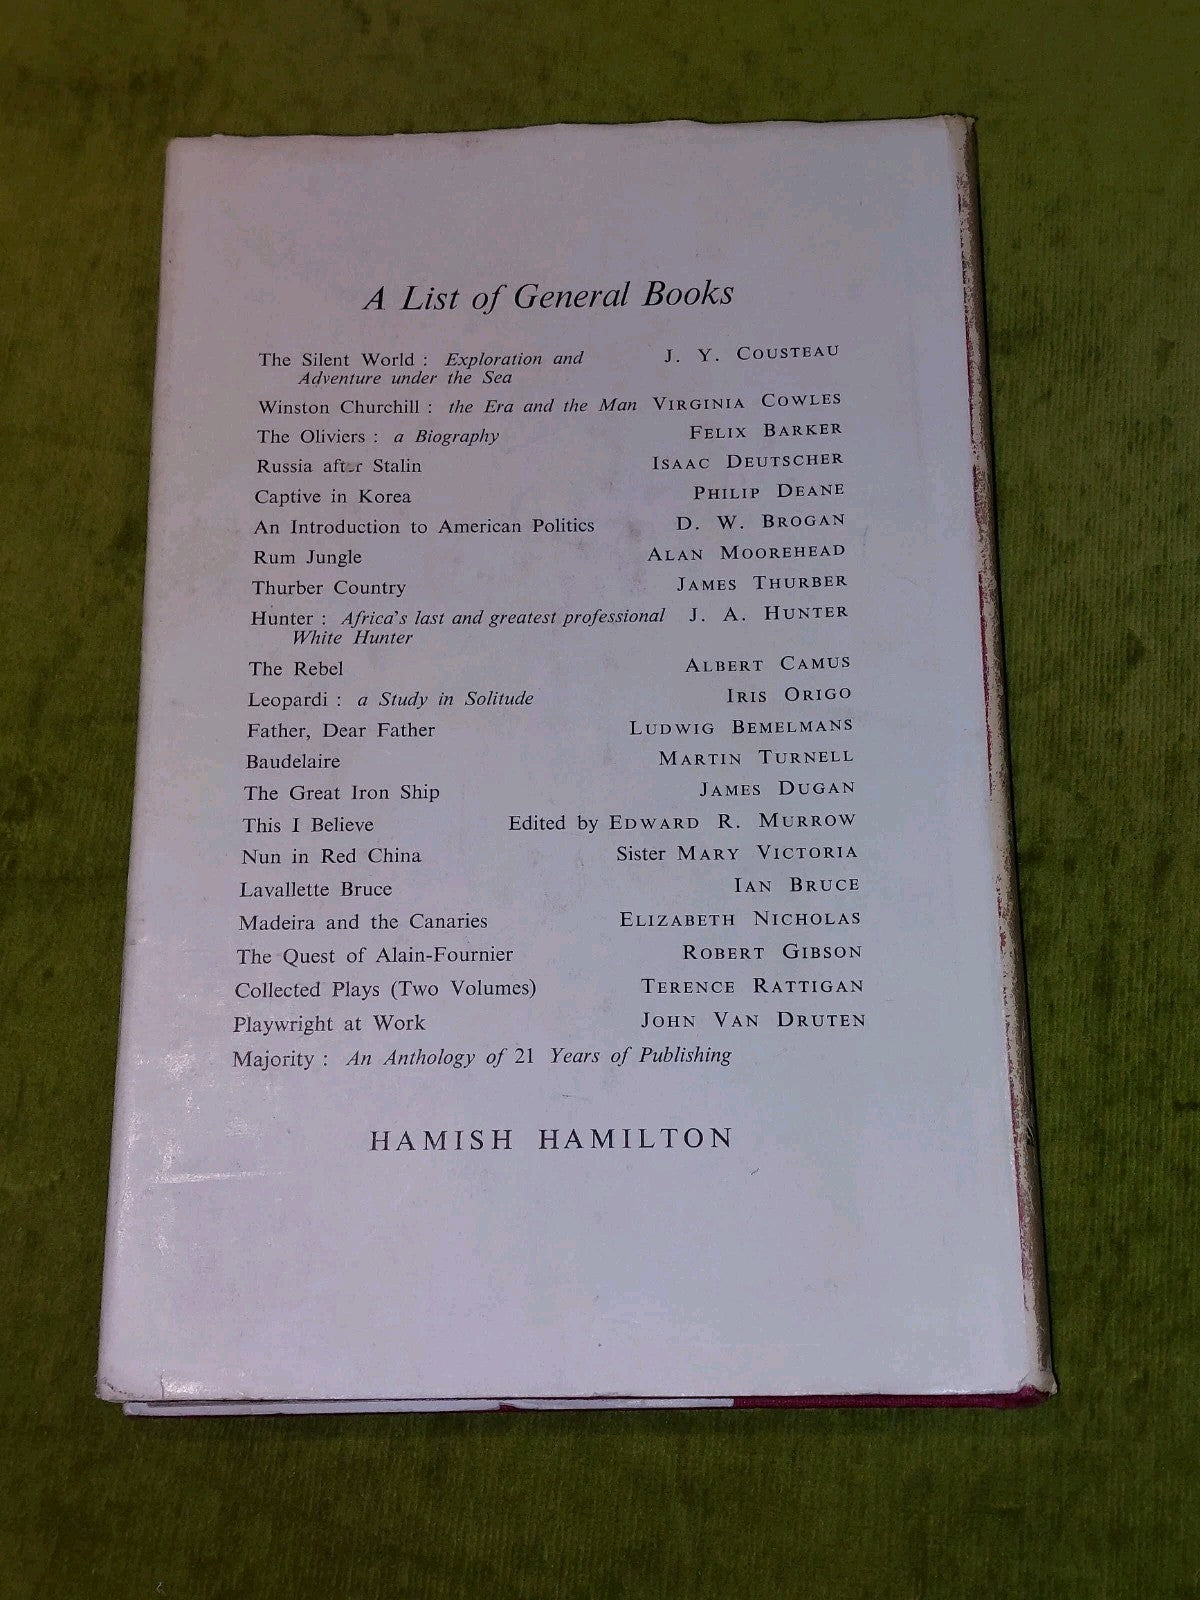 A List of General Books
The Silent World : Exploration and J. Y. COUSTEAU
Adventure under the Sea
Winston Churchill : the Era and the Man VIRGINIA COWLES
The Oliviers : a Biography FELIX BARKER
Russia after Stalin ISAAC DEUTSCHER
Captive in Korea PHILIP DEANE
An Introduction to American Politics D. W. BROGAN
Rum Jungle ALAN MOOREHEAD
Thurber Country JAMES THURBER
Hunter : Africa's last and greatest professional J. A. HUNTER
White Hunter
The Rebel ALBERT CAMUS
Leopardi : a Study in Solitude IRIS ORIGO
Father, Dear Father LUDWIG BEMELMANS
Baudelaire MARTIN TURNELL
The Great Iron Ship JAMES DUGAN
This I Believe Edited by EDWARD R. MURROW
Nun in Red China Sister MARY VICTORIA
Lavallette Bruce IAN BRUCE
Madeira and the Canaries ELIZABETH NICHOLAS
The Quest of Alain-Fournier ROBERT GIBSON
Collected Plays (Two Volumes) TERENCE RATTIGAN
Playwright at Work JOHN VAN DRUTEN
Majority : An Anthology of 21 Years of Publishing
HAMISH HAMILTON